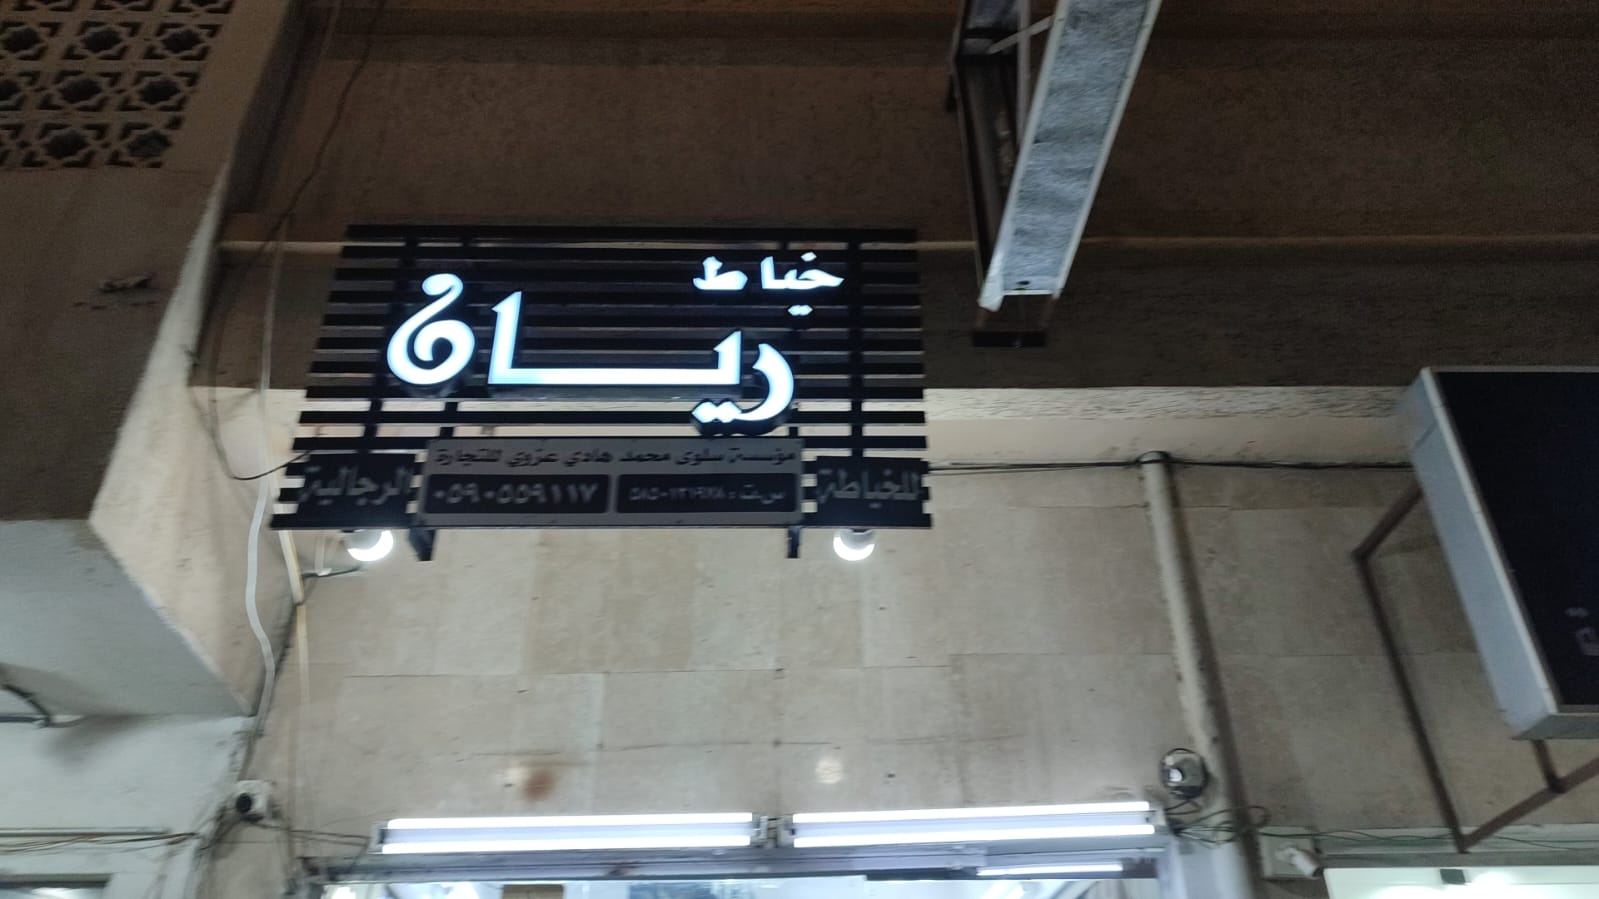 خياط
ريان
مؤسسة سلوى محمد هادي عزوي للتجارة
للخياطة
س.ت :
٠٥٩٠٥٥٩١١٧
الرجالية